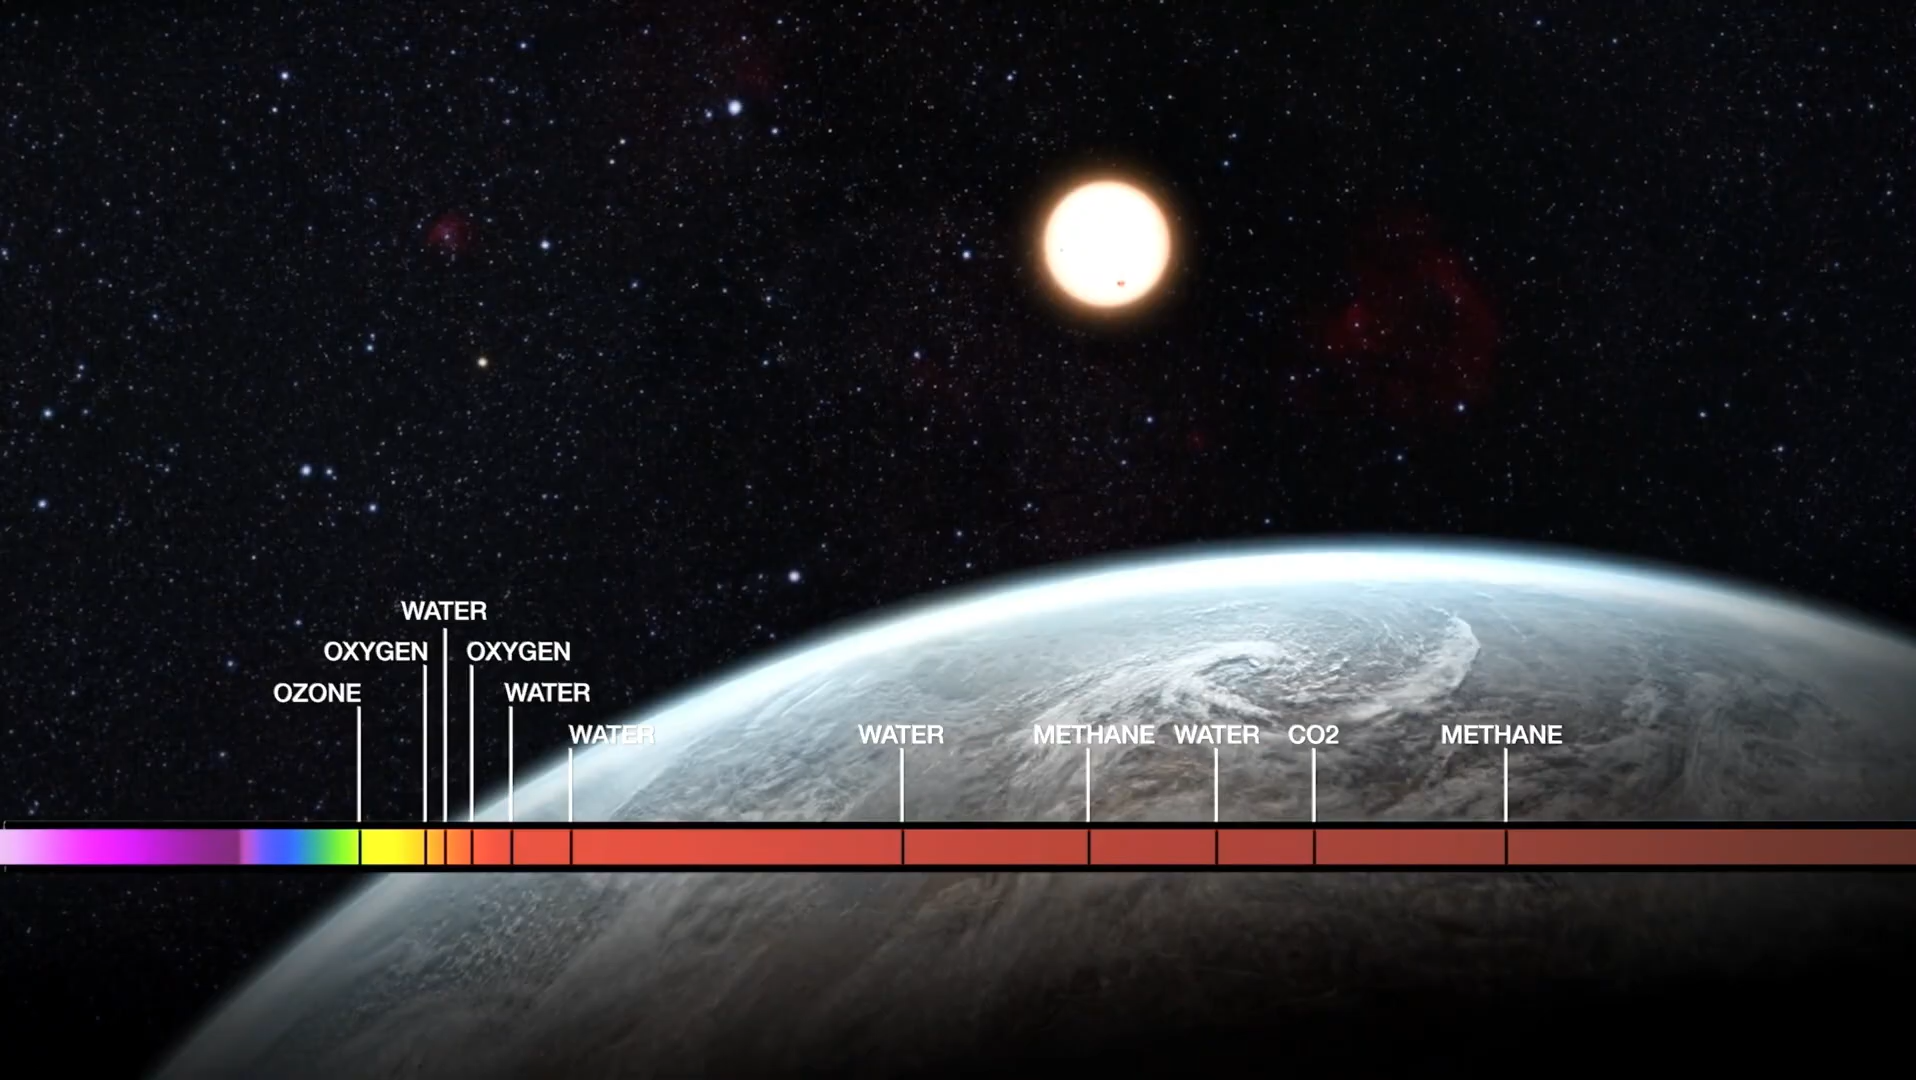 WATER
OXYGEN OXYGEN
OZONE WATER
WATER WATER METHANE WATER CO2 METHANE